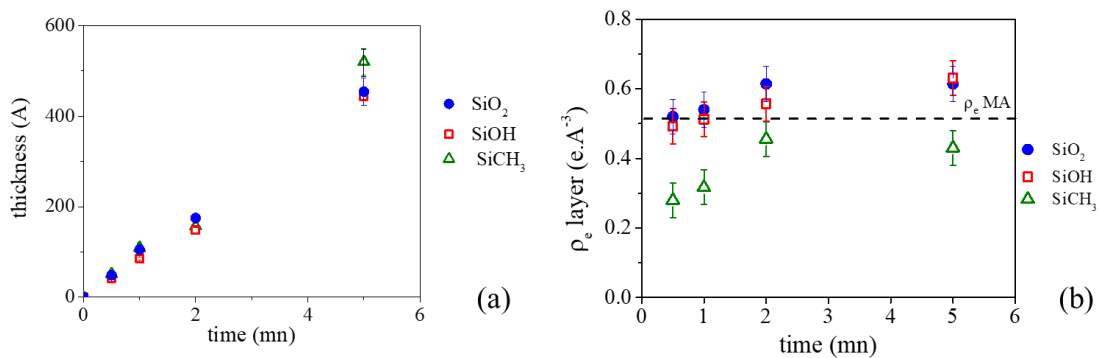 600
400
200
0
thickness (A)
0 2 4 6
time (mn)
SiO₂
SiOH
SiCH₃
(a)
0.8
0.6
0.4
0.2
0.0
ρₑ layer (e.A⁻³)
ρₑ MA
0 1 2 3 4 5 6
time (mn)
SiO₂
SiOH
SiCH₃
(b)